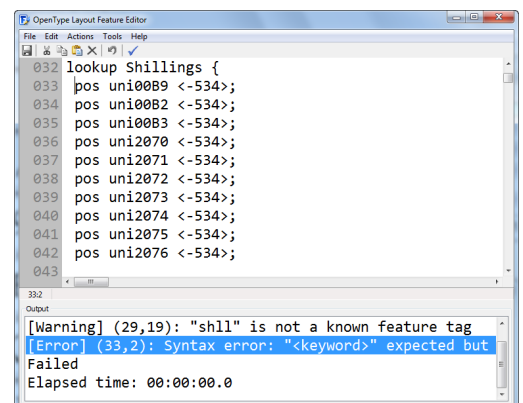 OpenType Layout Feature Editor
File Edit Actions Tools Help
032 lookup Shillings {
033 pos uni00B9 <-534>;
034 pos uni00B2 <-534>;
035 pos uni00B3 <-534>;
036 pos uni2070 <-534>;
037 pos uni2071 <-534>;
038 pos uni2072 <-534>;
039 pos uni2073 <-534>;
040 pos uni2074 <-534>;
041 pos uni2075 <-534>;
042 pos uni2076 <-534>;
043
33:2
Output
[Warning] (29,19): "shll" is not a known feature tag
[Error] (33,2): Syntax error: "<keyword>" expected but
Failed
Elapsed time: 00:00:00.0